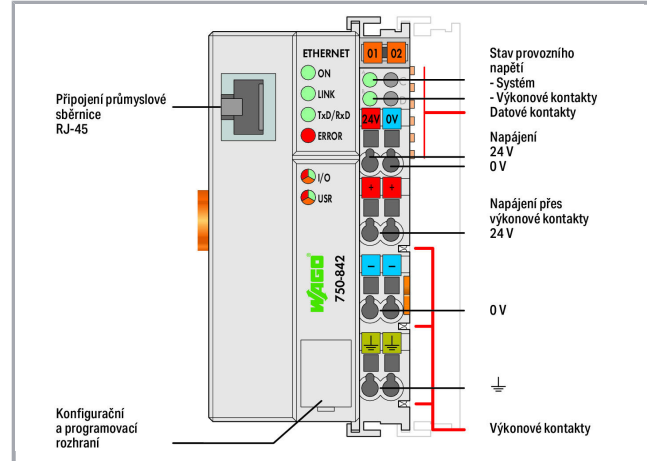 Připojení průmyslové
sběrnice
RJ-45
Konfigurační
a programovací
rozhraní
ETHERNET
ON
LINK
TxD/RxD
ERROR
I/O
USR
WAGO
750-842
01 02
24V 0V
+ +
– –
Stav provozního
napětí
- Systém
- Výkonové kontakty
Datové kontakty
Napájení
24 V
0 V
Napájení přes
výkonové kontakty
24 V
0 V
Výkonové kontakty